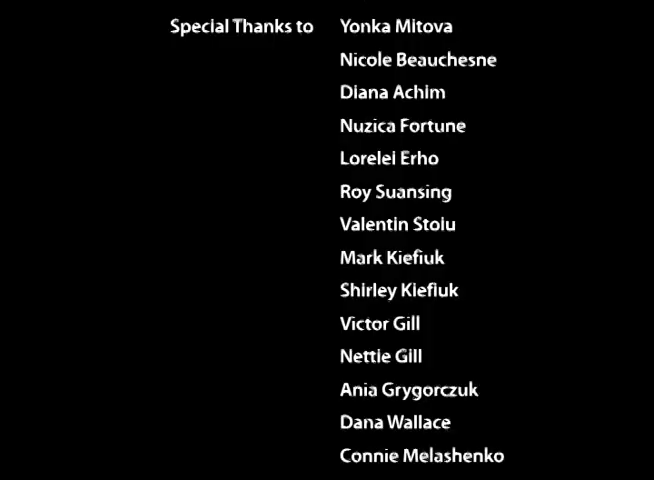 Special Thanks to Yonka Mitova
Nicole Beauchesne
Diana Achim
Nuzica Fortune
Lorelei Erho
Roy Suansing
Valentin Stoiu
Mark Kiefiuk
Shirley Kiefiuk
Victor Gill
Nettie Gill
Ania Grygorczuk
Dana Wallace
Connie Melashenko